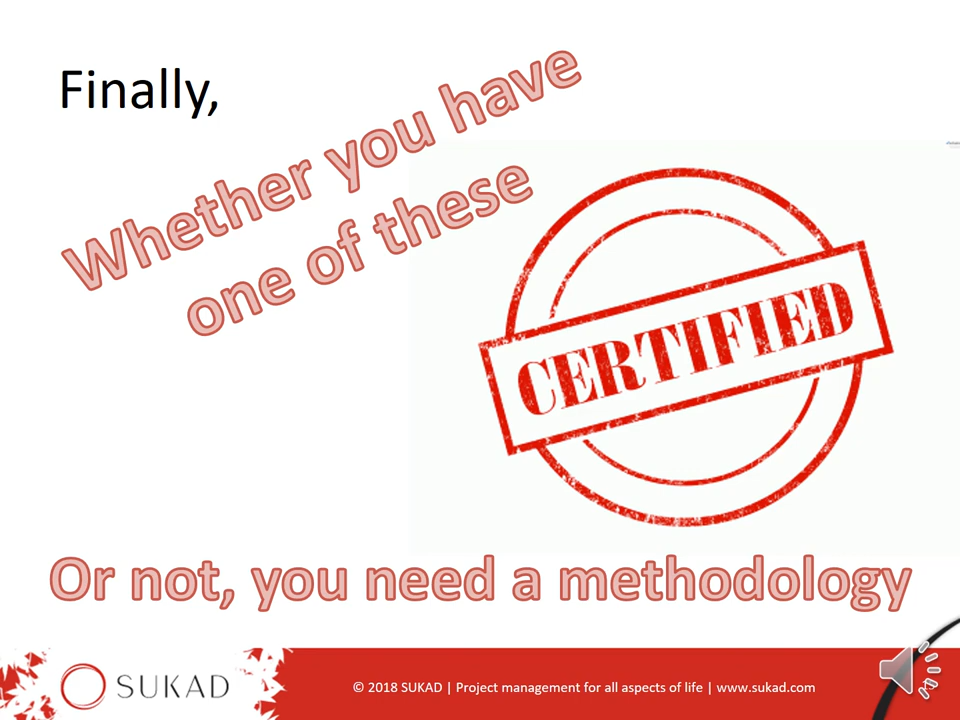 Finally,
Whether you have
one of these
CERTIFIED
Or not, you need a methodology
SUKAD
© 2018 SUKAD | Project management for all aspects of life | www.sukad.com